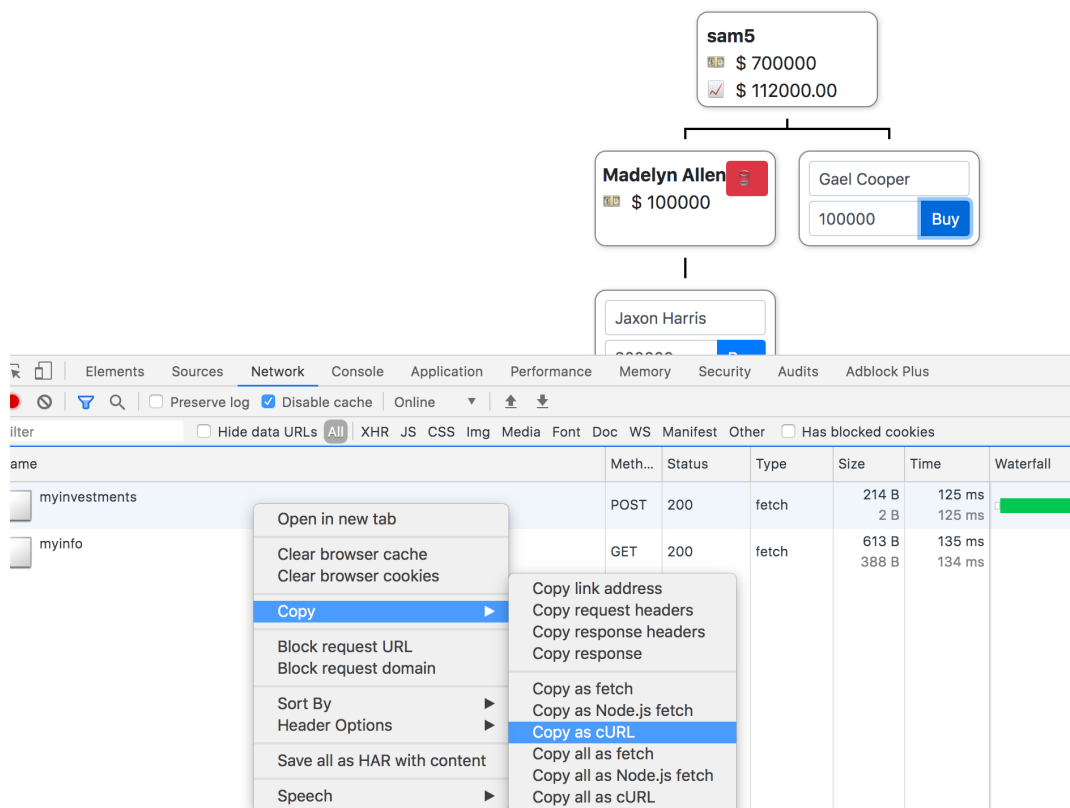 sam5
$ 700000
$ 112000.00
Madelyn Allen
$ 100000
Gael Cooper
100000 Buy
Jaxon Harris
Elements Sources Network Console Application Performance Memory Security Audits Adblock Plus
Preserve log Disable cache Online
ilter Hide data URLs All XHR JS CSS Img Media Font Doc WS Manifest Other Has blocked cookies
ame Meth... Status Type Size Time Waterfall
myinvestments POST 200 fetch 214 B 125 ms
2 B 125 ms
myinfo GET 200 fetch 613 B 135 ms
388 B 134 ms
Open in new tab
Clear browser cache
Clear browser cookies
Copy
Block request URL
Block request domain
Sort By
Header Options
Save all as HAR with content
Speech
Copy link address
Copy request headers
Copy response headers
Copy response
Copy as fetch
Copy as Node.js fetch
Copy as cURL
Copy all as fetch
Copy all as Node.js fetch
Copy all as cURL